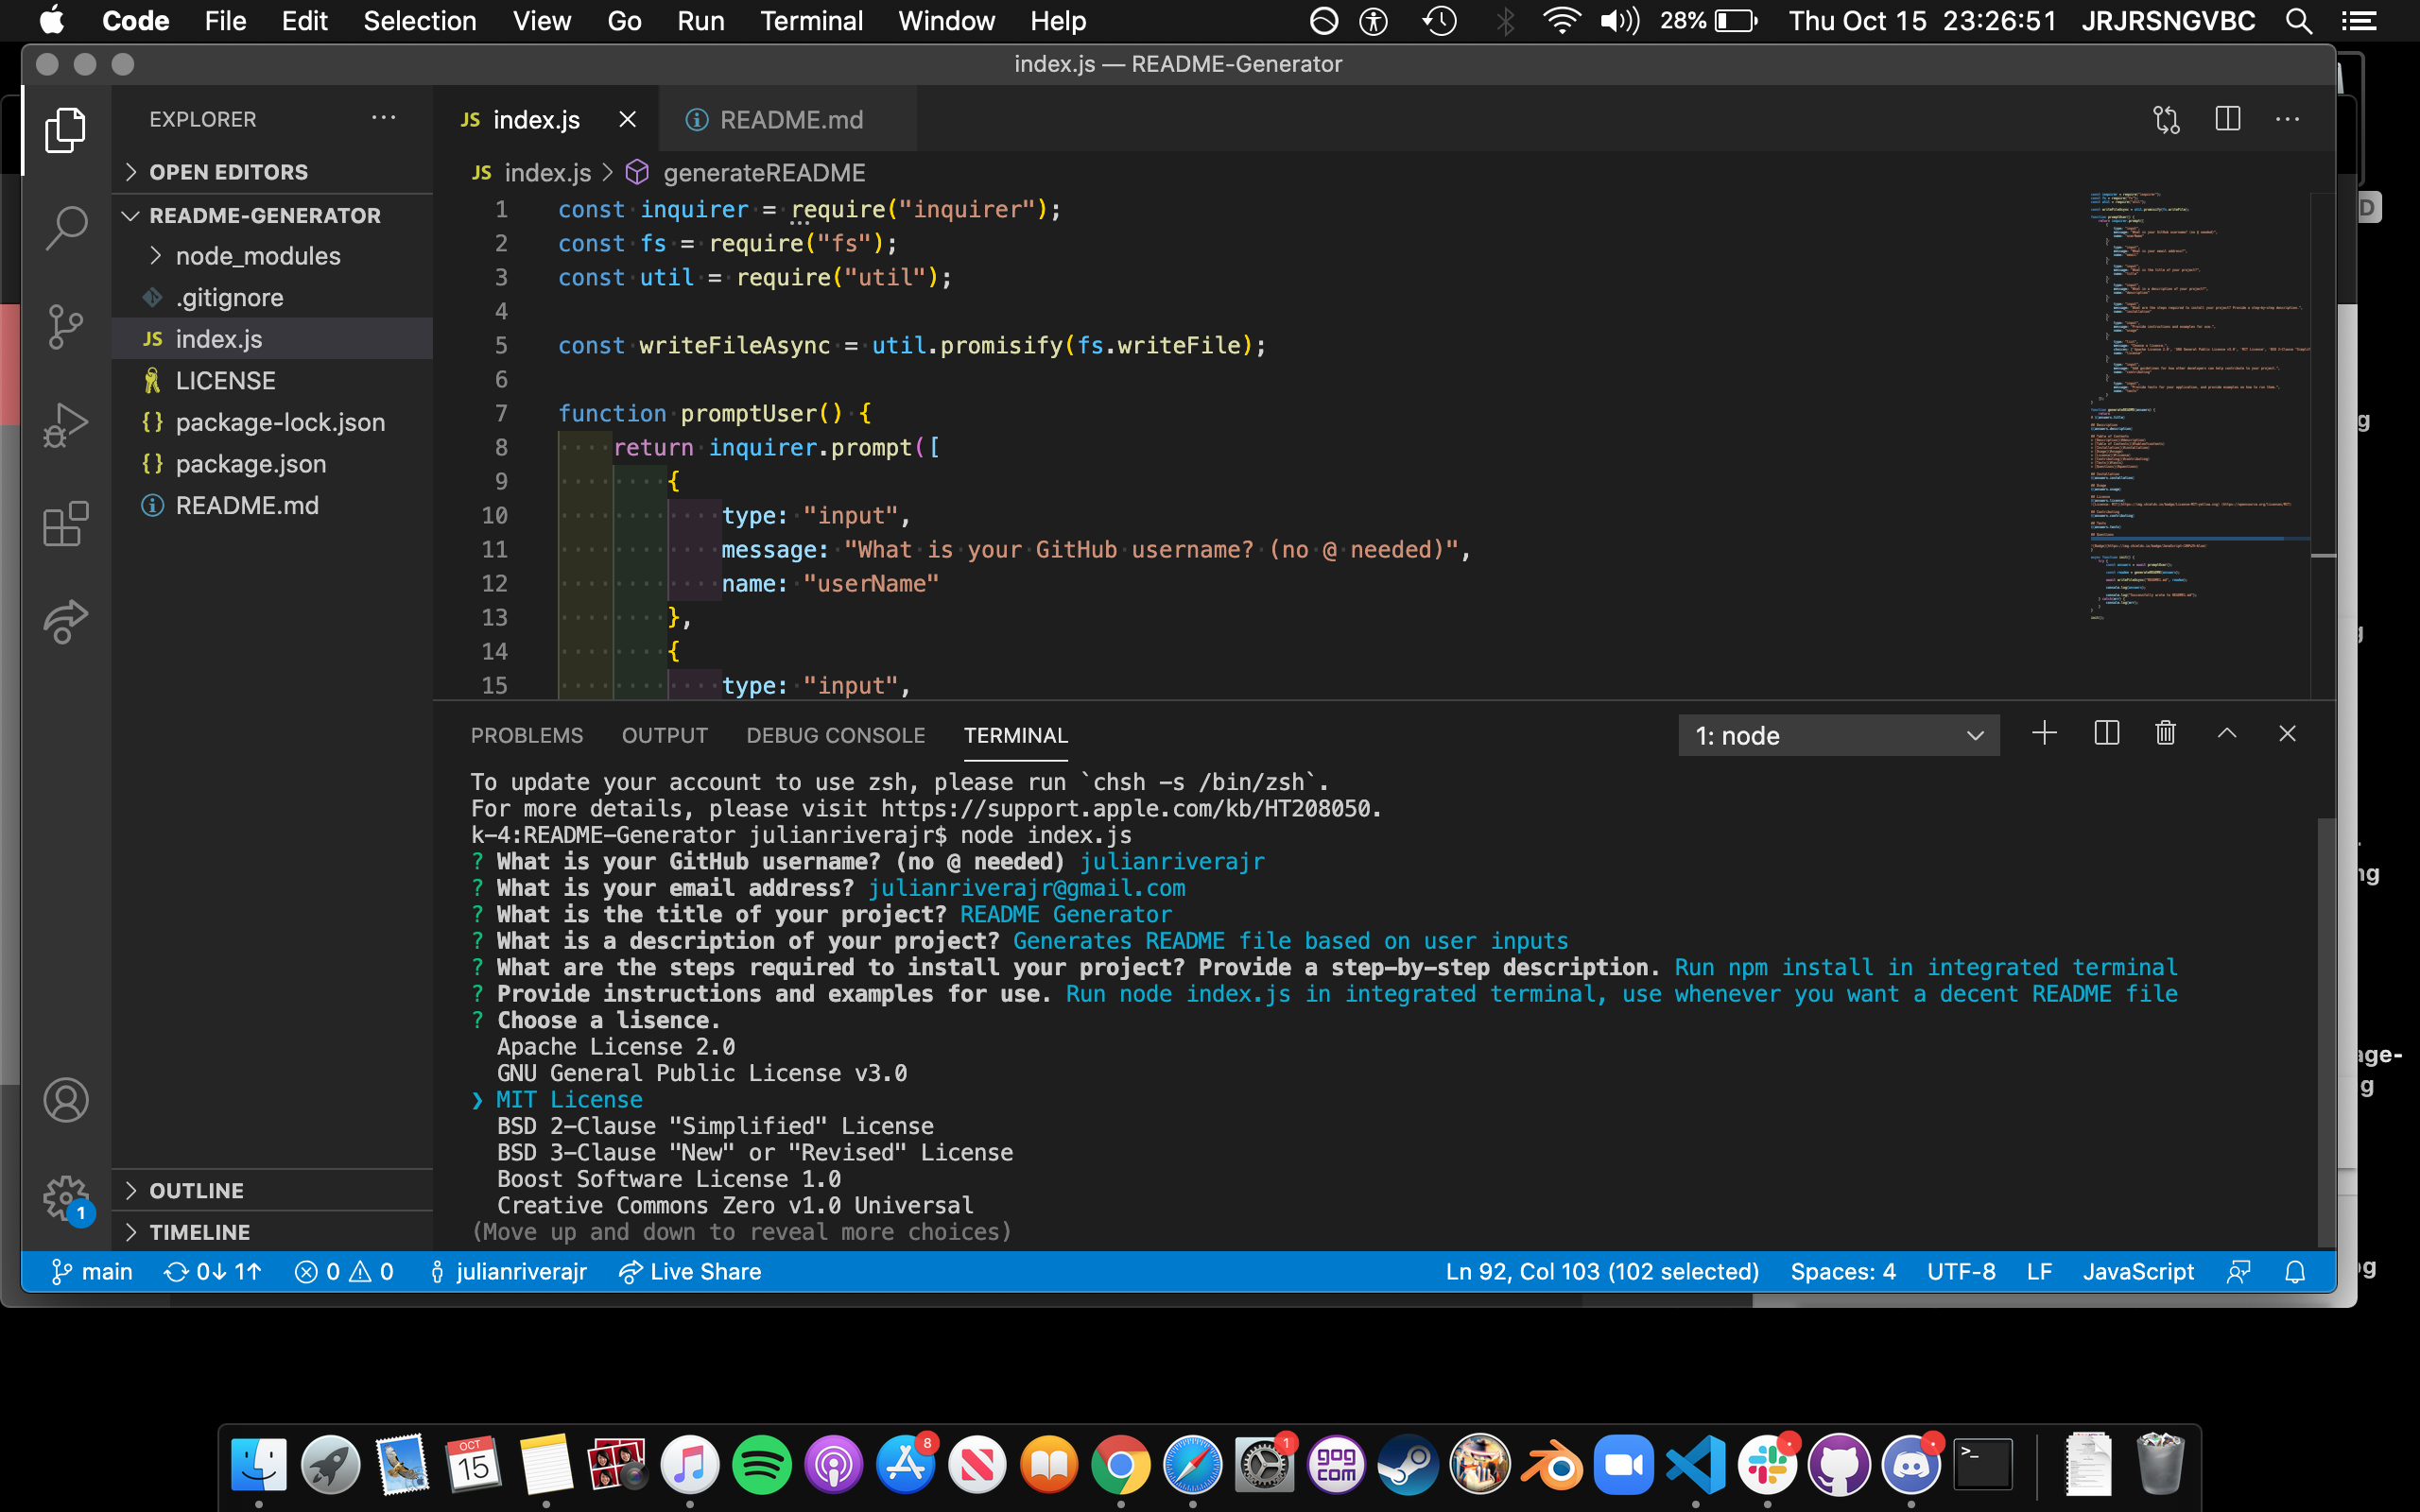 Code File Edit Selection View Go Run Terminal Window Help 28% Thu Oct 15 23:26:51 JRJRSNGVBC
index.js — README-Generator
EXPLORER
OPEN EDITORS
README-GENERATOR
node_modules
.gitignore
JS index.js
LICENSE
{} package-lock.json
{} package.json
README.md
OUTLINE
TIMELINE
JS index.js README.md
JS index.js > generateREADME
1 const inquirer = require("inquirer");
2 const fs = require("fs");
3 const util = require("util");
4
5 const writeFileAsync = util.promisify(fs.writeFile);
6
7 function promptUser() {
8 return inquirer.prompt([
9 {
10 type: "input",
11 message: "What is your GitHub username? (no @ needed)",
12 name: "userName"
13 },
14 {
15 type: "input",
PROBLEMS OUTPUT DEBUG CONSOLE TERMINAL 1: node
To update your account to use zsh, please run `chsh -s /bin/zsh`.
For more details, please visit https://support.apple.com/kb/HT208050.
k-4:README-Generator julianriverajr$ node index.js
? What is your GitHub username? (no @ needed) julianriverajr
? What is your email address? julianriverajr@gmail.com
? What is the title of your project? README Generator
? What is a description of your project? Generates README file based on user inputs
? What are the steps required to install your project? Provide a step-by-step description. Run npm install in integrated terminal
? Provide instructions and examples for use. Run node index.js in integrated terminal, use whenever you want a decent README file
? Choose a lisence.
Apache License 2.0
GNU General Public License v3.0
❯ MIT License
BSD 2-Clause "Simplified" License
BSD 3-Clause "New" or "Revised" License
Boost Software License 1.0
Creative Commons Zero v1.0 Universal
(Move up and down to reveal more choices)
1
main 0↓ 1↑ 0 0 julianriverajr Live Share Ln 92, Col 103 (102 selected) Spaces: 4 UTF-8 LF JavaScript
OCT
15
8
1
GOG
COM
>_